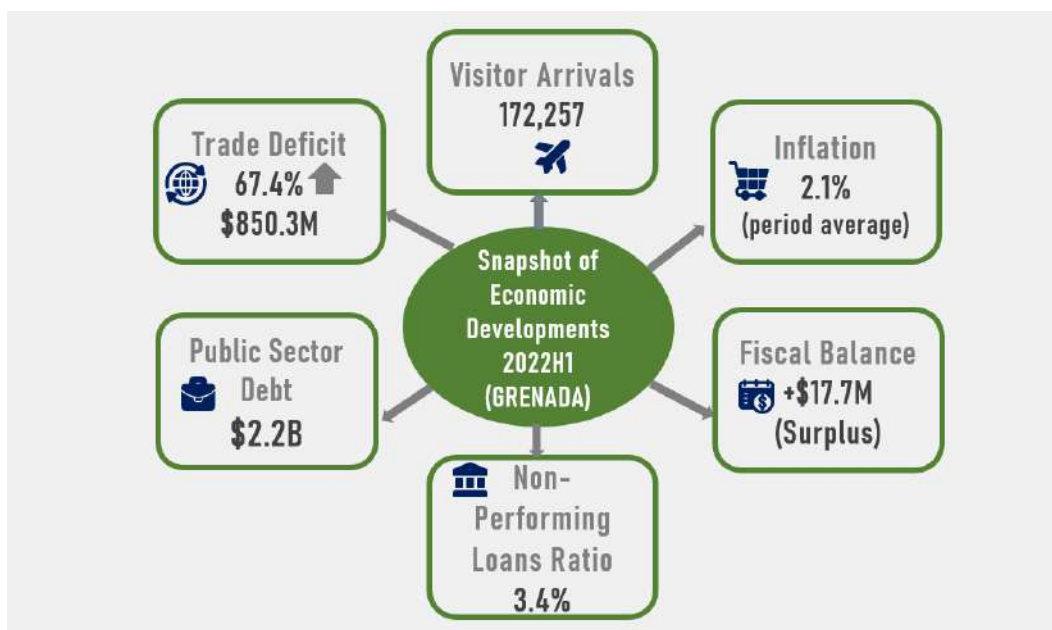 Visitor Arrivals
172,257
Trade Deficit
67.4%
$850.3M
Inflation
2.1%
(period average)
Snapshot of
Economic
Developments
2022H1
(GRENADA)
Public Sector
Debt
$2.2B
Fiscal Balance
+$17.7M
(Surplus)
Non-
Performing
Loans Ratio
3.4%